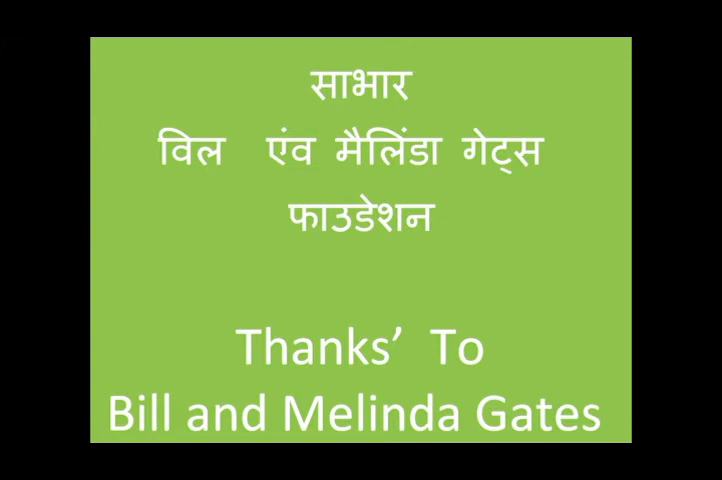 साभार
विल एंव मैलिंडा गेट्स
फाउडेशन
Thanks’ To
Bill and Melinda Gates